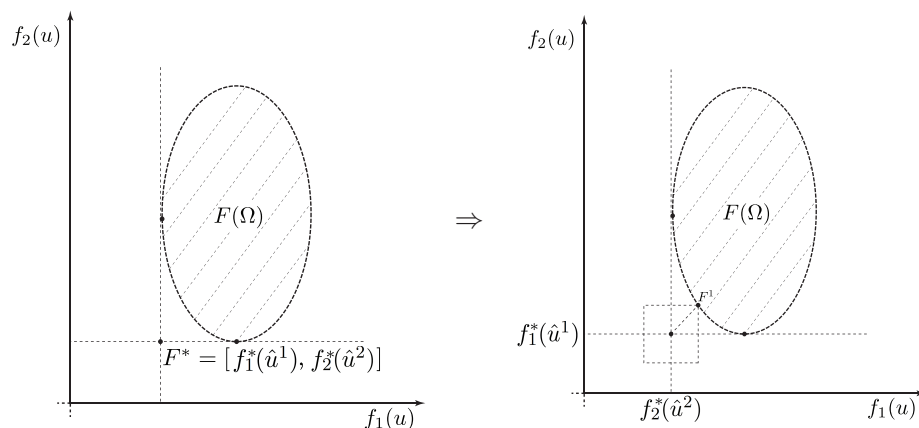 f₂(u)
F(Ω)
F* = [f₁*(û¹), f₂*(û²)]
f₁(u)
⇒
f₂(u)
F(Ω)
F¹
f₁*(û¹)
f₂*(û²)
f₁(u)